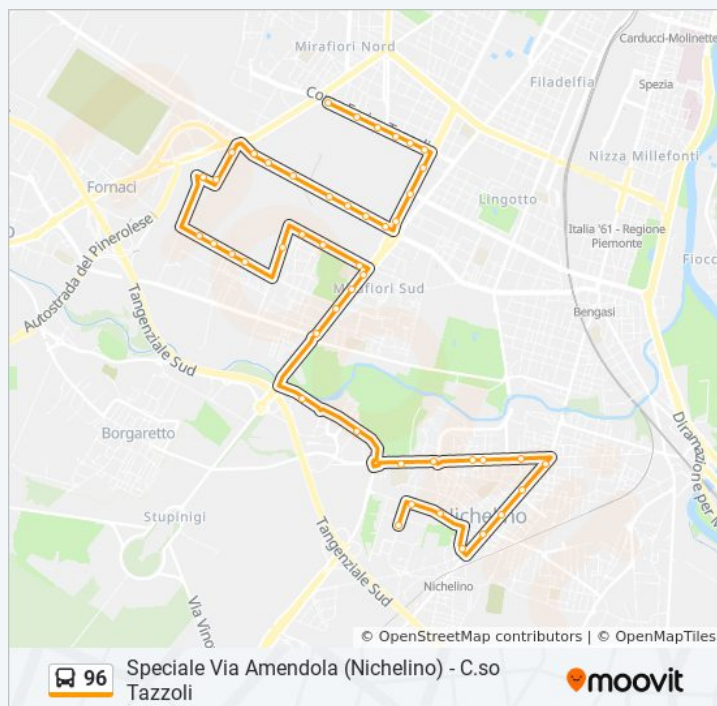 Mirafiori Nord
Carducci-Molinette
Filadelfia
Spezia
Nizza Millefonti
Fornaci
Lingotto
Italia '61 - Regione
Piemonte
Autostrada del Pinerolese
Mirafiori Sud
Bengasi
Tangenziale Sud
Borgaretto
Stupinigi
Nichelino
Tangenziale Sud
Nichelino
Via Vino
© OpenStreetMap contributors | © OpenMapTiles
96
Speciale Via Amendola (Nichelino) - C.so
Tazzoli
moovit